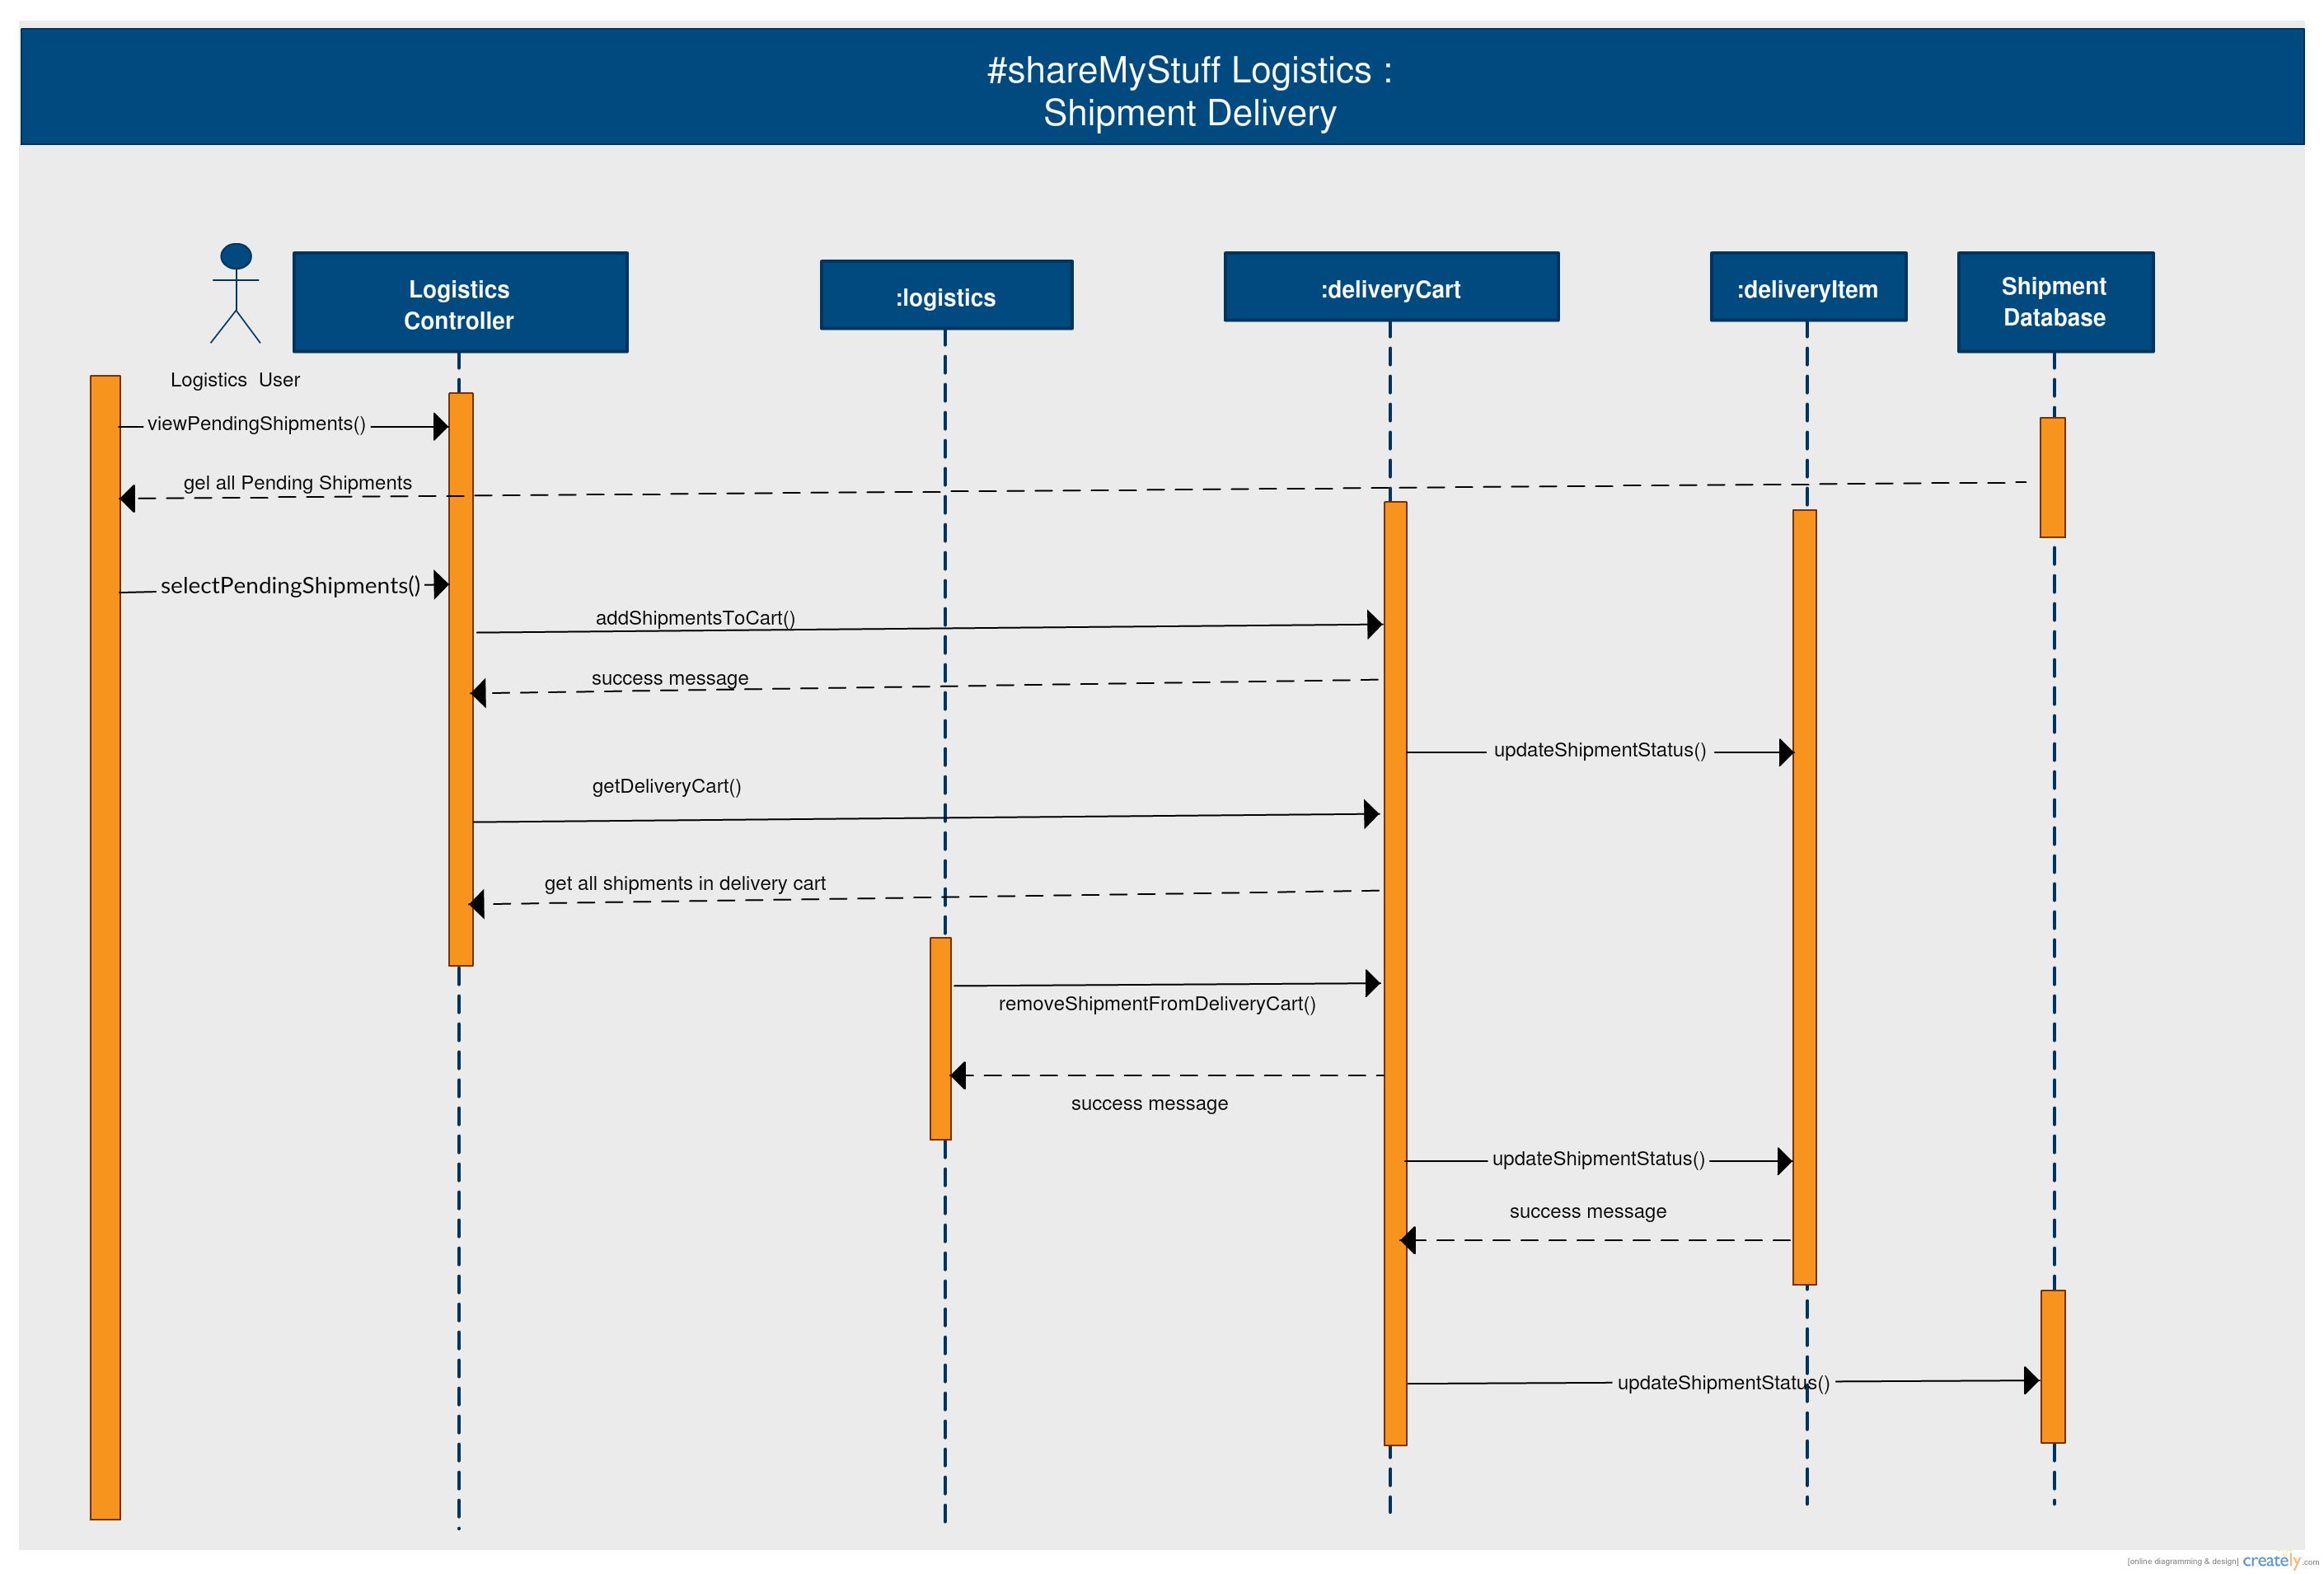 #shareMyStuff Logistics :
Shipment Delivery
Logistics
Controller
:logistics
:deliveryCart
:deliveryItem
Shipment
Database
Logistics  User
viewPendingShipments()
gel all Pending Shipments
selectPendingShipments()
addShipmentsToCart()
success message
updateShipmentStatus()
getDeliveryCart()
get all shipments in delivery cart
removeShipmentFromDeliveryCart()
success message
updateShipmentStatus()
success message
updateShipmentStatus()
[online diagramming & design] creately.com